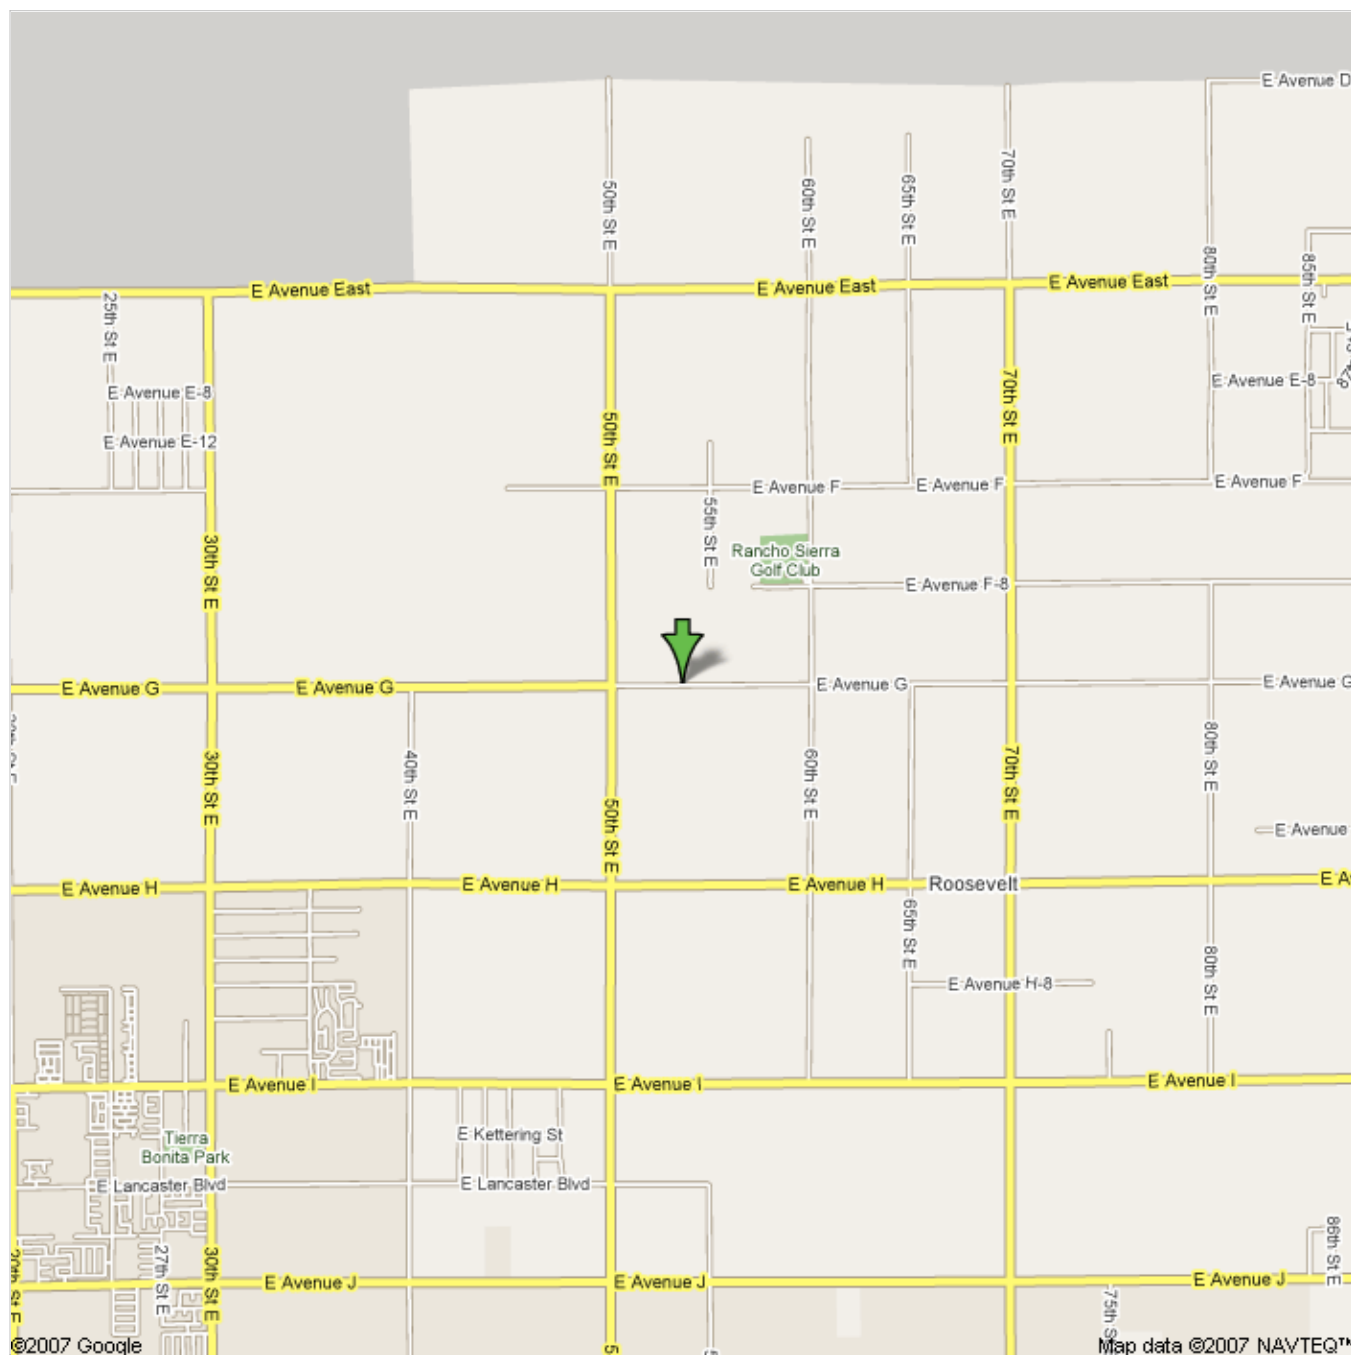 E Avenue D
50th St E
60th St E
65th St E
70th St E
80th St E
85th St E
E Avenue East
E Avenue East
E Avenue East
25th St E
E Avenue E-8
E Avenue E-8
70th St E
50th St E
E Avenue E-12
E Avenue F
E Avenue F
E Avenue F
55th St E
30th St E
Rancho Sierra
Golf Club
E Avenue F-8
E Avenue G
E Avenue G
E Avenue G
E Avenue G
30th St E
40th St E
50th St E
60th St E
70th St E
80th St E
E Avenue
E Avenue H
E Avenue H
E Avenue H
Roosevelt
E A
65th St E
80th St E
E Avenue H-8
E Avenue I
E Avenue I
E Avenue I
Tierra
Bonita Park
E Kettering St
E Lancaster Blvd
E Lancaster Blvd
20th St E
27th St E
30th St E
86th St E
E Avenue J
E Avenue J
E Avenue J
75th S
5
©2007 Google
Map data ©2007 NAVTEQ™